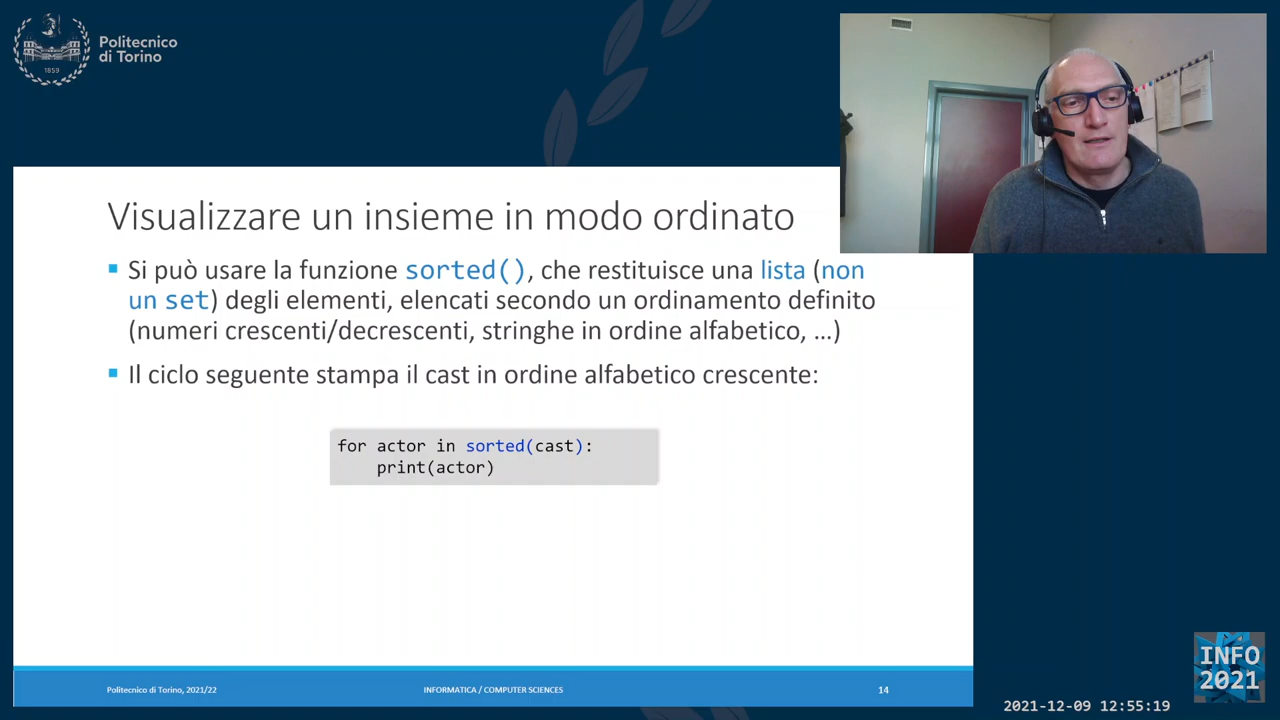 Politecnico
di Torino
1859
Visualizzare un insieme in modo ordinato
Si può usare la funzione sorted(), che restituisce una lista (non
un set) degli elementi, elencati secondo un ordinamento definito
(numeri crescenti/decrescenti, stringhe in ordine alfabetico, …)
Il ciclo seguente stampa il cast in ordine alfabetico crescente:
for actor in sorted(cast):
    print(actor)
Politecnico di Torino, 2021/22
INFORMATICA / COMPUTER SCIENCES
14
INFO
2021
2021-12-09 12:55:19